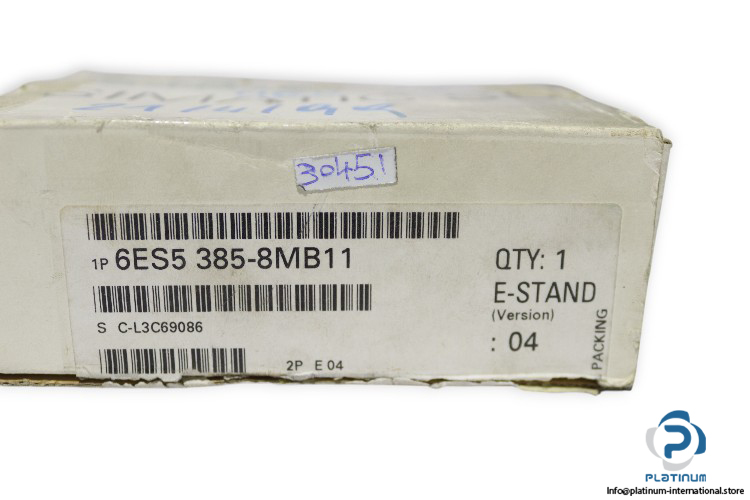 30451
1P 6ES5 385-8MB11
QTY: 1
E-STAND
(Version)
: 04
S C-L3C69086
2P E 04
PACKING
PLATINUM
Info@platinum-international.store